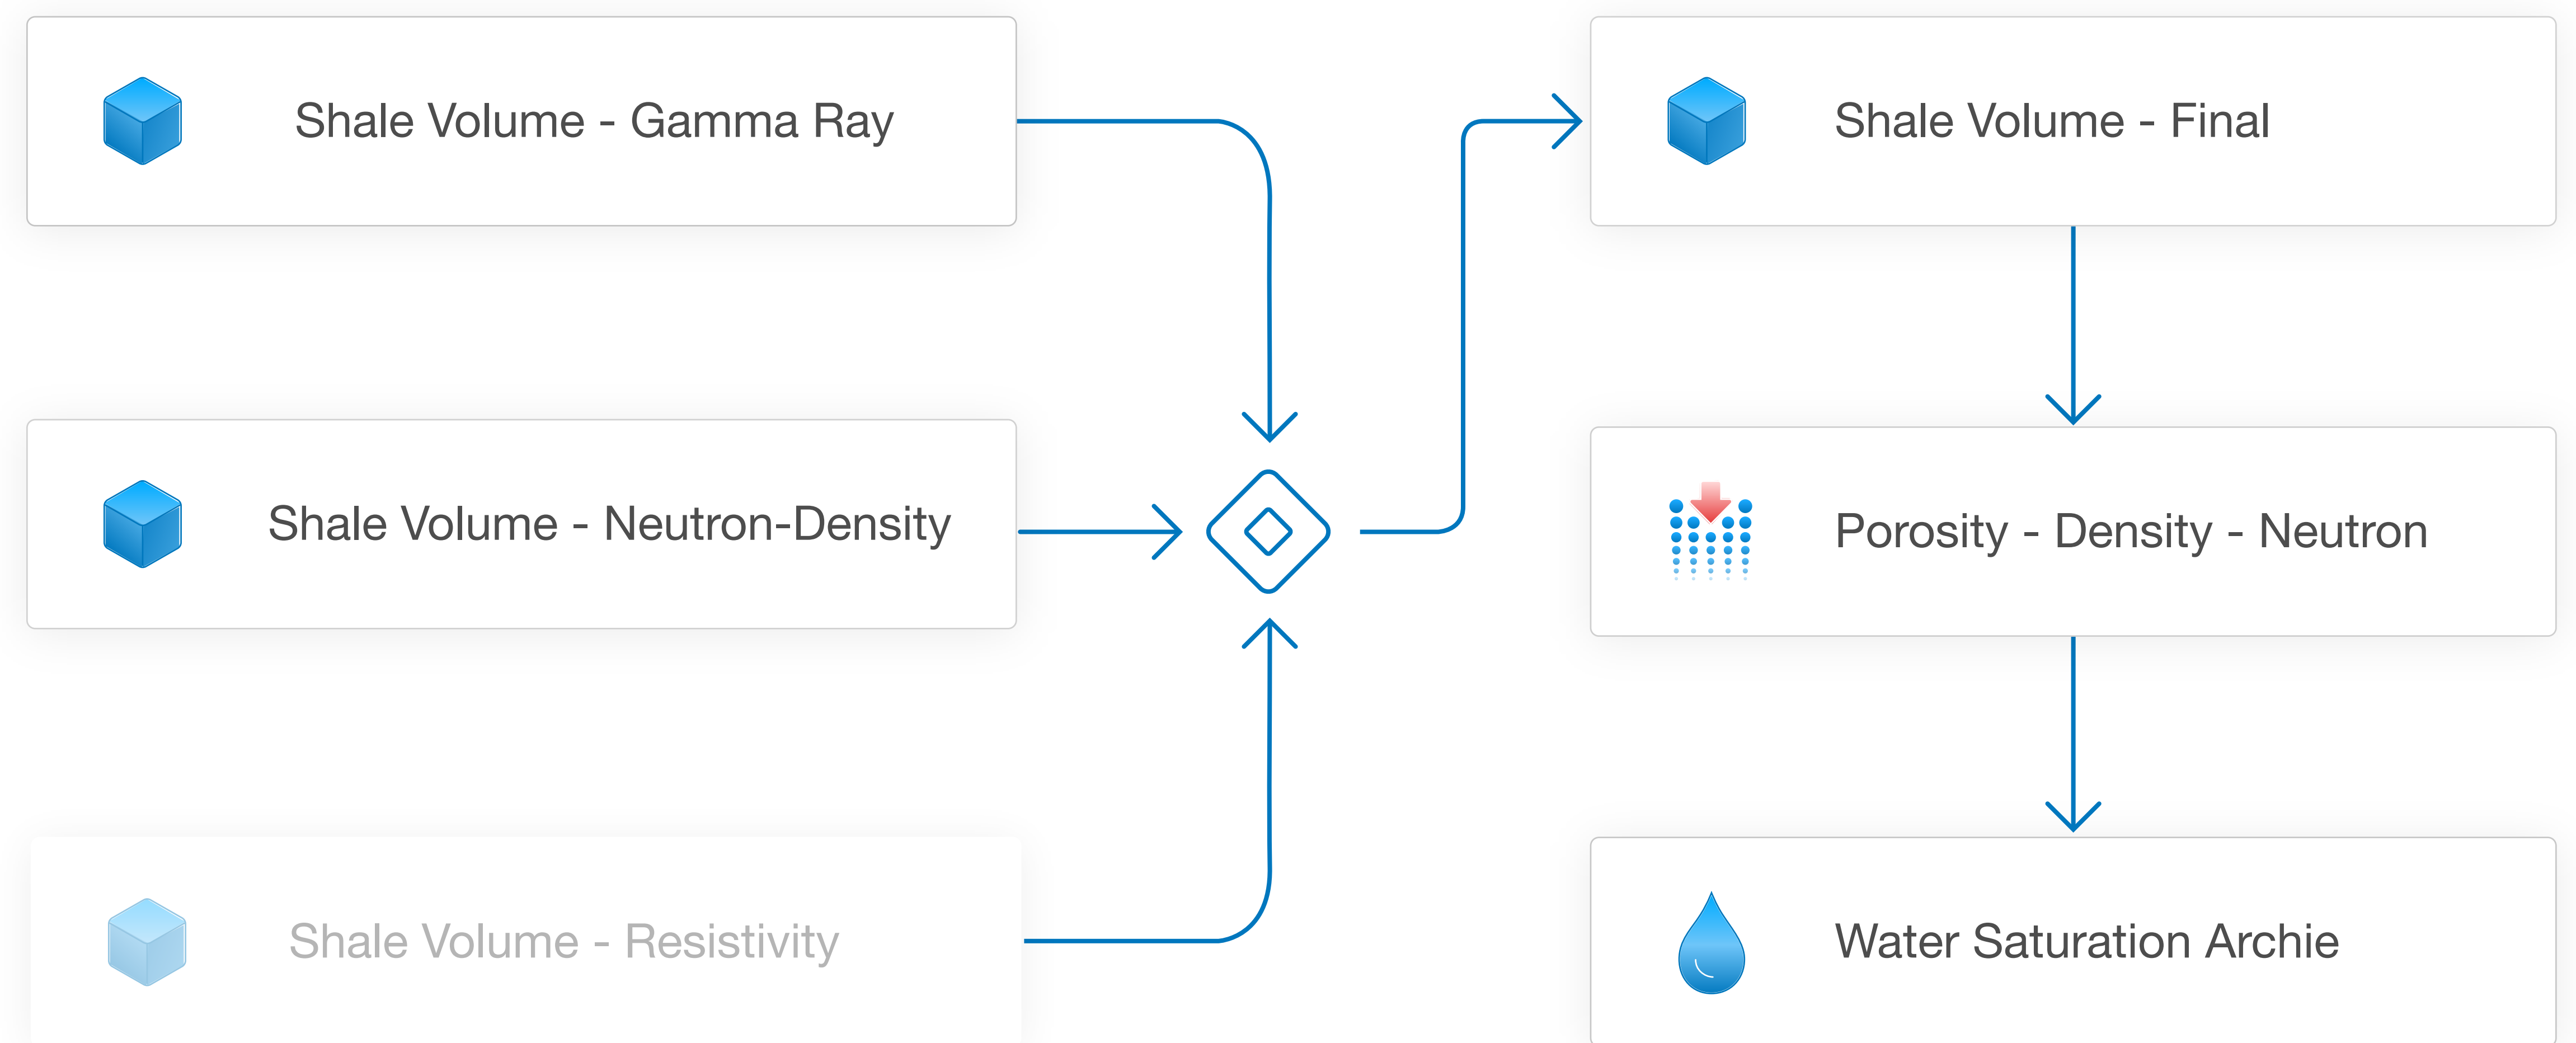 Shale Volume - Gamma Ray
Shale Volume - Neutron-Density
Shale Volume - Resistivity
Shale Volume - Final
Porosity - Density - Neutron
Water Saturation Archie